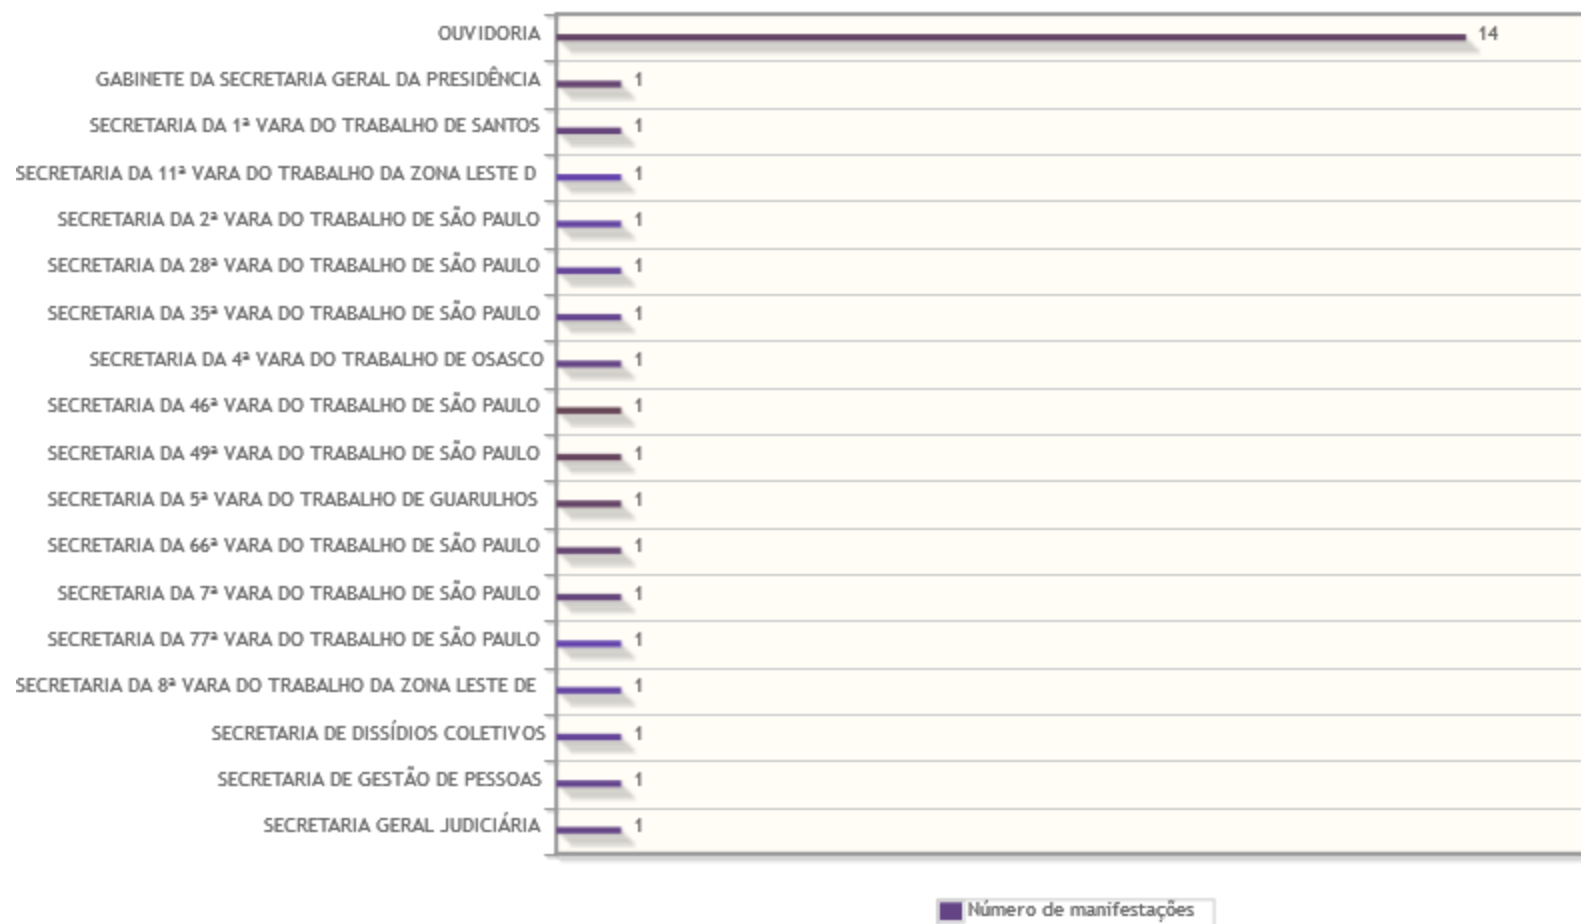 OUVIDORIA 14
GABINETE DA SECRETARIA GERAL DA PRESIDÊNCIA 1
SECRETARIA DA 1ª VARA DO TRABALHO DE SANTOS 1
SECRETARIA DA 11ª VARA DO TRABALHO DA ZONA LESTE D 1
SECRETARIA DA 2ª VARA DO TRABALHO DE SÃO PAULO 1
SECRETARIA DA 28ª VARA DO TRABALHO DE SÃO PAULO 1
SECRETARIA DA 35ª VARA DO TRABALHO DE SÃO PAULO 1
SECRETARIA DA 4ª VARA DO TRABALHO DE OSASCO 1
SECRETARIA DA 46ª VARA DO TRABALHO DE SÃO PAULO 1
SECRETARIA DA 49ª VARA DO TRABALHO DE SÃO PAULO 1
SECRETARIA DA 5ª VARA DO TRABALHO DE GUARULHOS 1
SECRETARIA DA 66ª VARA DO TRABALHO DE SÃO PAULO 1
SECRETARIA DA 7ª VARA DO TRABALHO DE SÃO PAULO 1
SECRETARIA DA 77ª VARA DO TRABALHO DE SÃO PAULO 1
SECRETARIA DA 8ª VARA DO TRABALHO DA ZONA LESTE DE 1
SECRETARIA DE DISSÍDIOS COLETIVOS 1
SECRETARIA DE GESTÃO DE PESSOAS 1
SECRETARIA GERAL JUDICIÁRIA 1
Número de manifestações